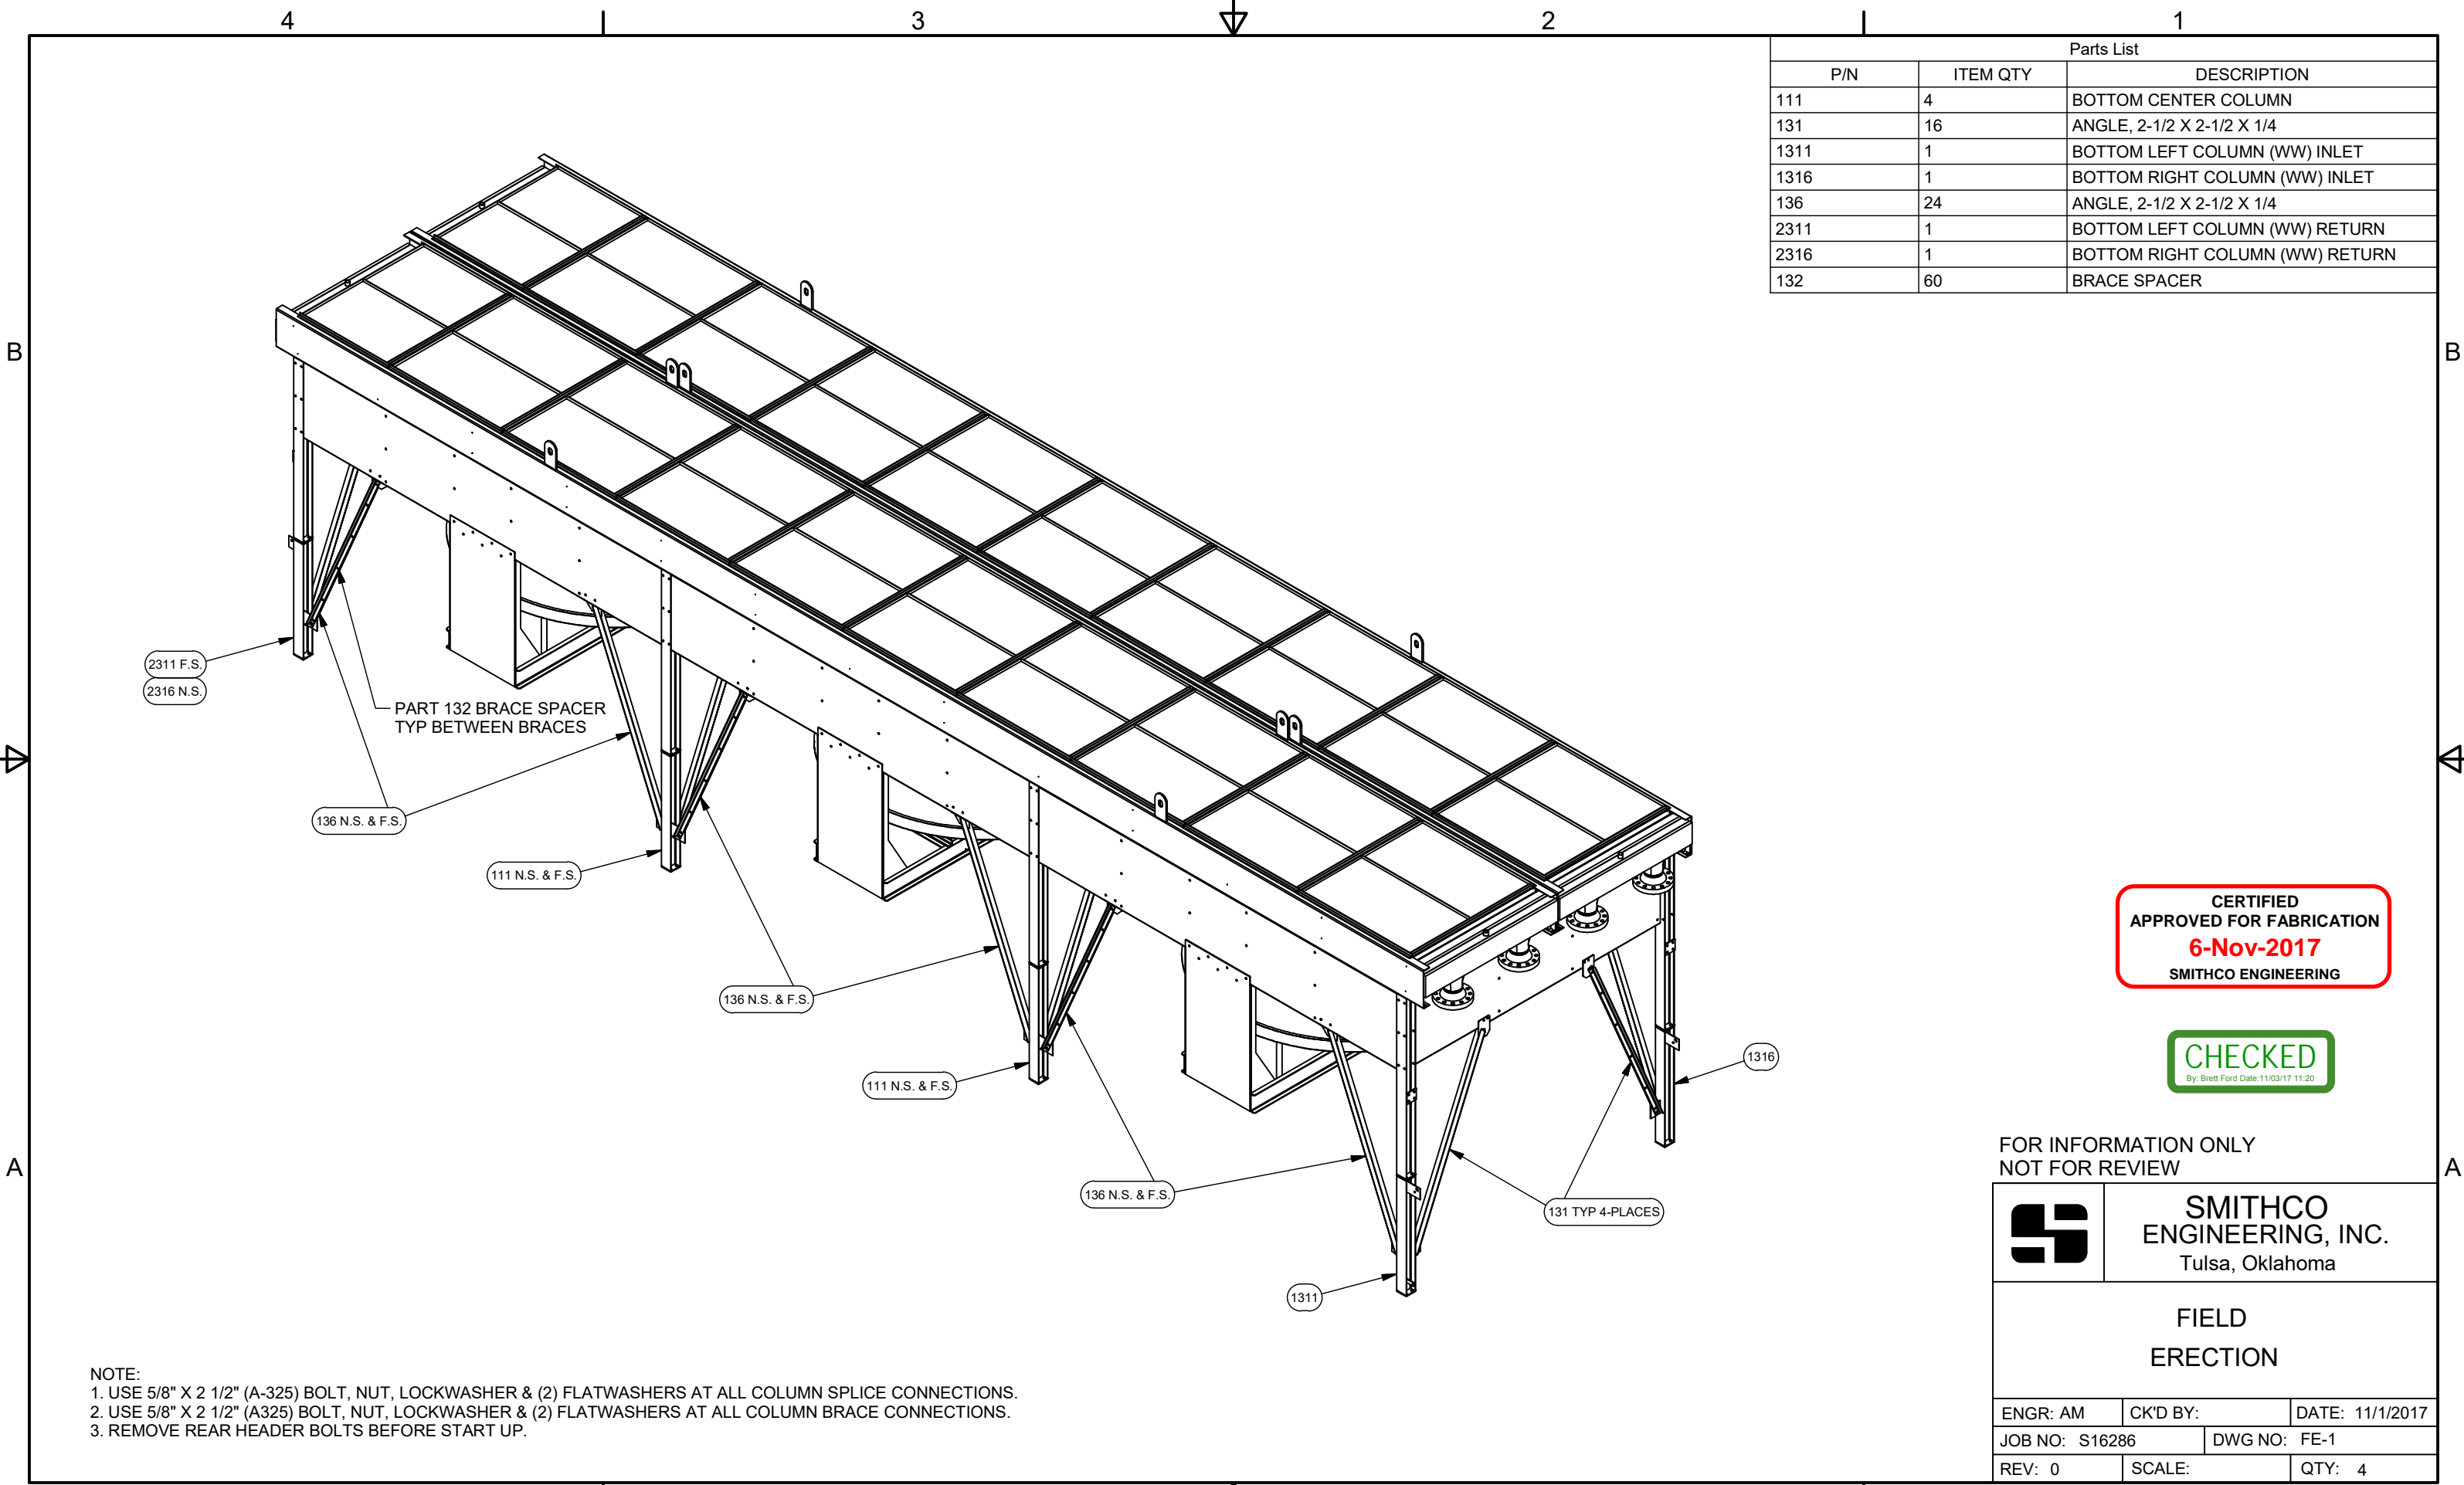 4 3 2 1
Parts List
P/N ITEM QTY DESCRIPTION
111 4 BOTTOM CENTER COLUMN
131 16 ANGLE, 2-1/2 X 2-1/2 X 1/4
1311 1 BOTTOM LEFT COLUMN (WW) INLET
1316 1 BOTTOM RIGHT COLUMN (WW) INLET
136 24 ANGLE, 2-1/2 X 2-1/2 X 1/4
2311 1 BOTTOM LEFT COLUMN (WW) RETURN
2316 1 BOTTOM RIGHT COLUMN (WW) RETURN
132 60 BRACE SPACER
B B
2311 F.S.
2316 N.S.
PART 132 BRACE SPACER
TYP BETWEEN BRACES
136 N.S. & F.S.
111 N.S. & F.S.
136 N.S. & F.S.
111 N.S. & F.S.
136 N.S. & F.S.
131 TYP 4-PLACES
1316
1311
CERTIFIED
APPROVED FOR FABRICATION
6-Nov-2017
SMITHCO ENGINEERING
CHECKED
By: Brett Ford Date:11/03/17 11:20
A A
FOR INFORMATION ONLY
NOT FOR REVIEW
SMITHCO
ENGINEERING, INC.
Tulsa, Oklahoma
FIELD
ERECTION
ENGR: AM CK'D BY: DATE: 11/1/2017
JOB NO: S16286 DWG NO: FE-1
REV: 0 SCALE: QTY: 4
NOTE:
1. USE 5/8" X 2 1/2" (A-325) BOLT, NUT, LOCKWASHER & (2) FLATWASHERS AT ALL COLUMN SPLICE CONNECTIONS.
2. USE 5/8" X 2 1/2" (A325) BOLT, NUT, LOCKWASHER & (2) FLATWASHERS AT ALL COLUMN BRACE CONNECTIONS.
3. REMOVE REAR HEADER BOLTS BEFORE START UP.